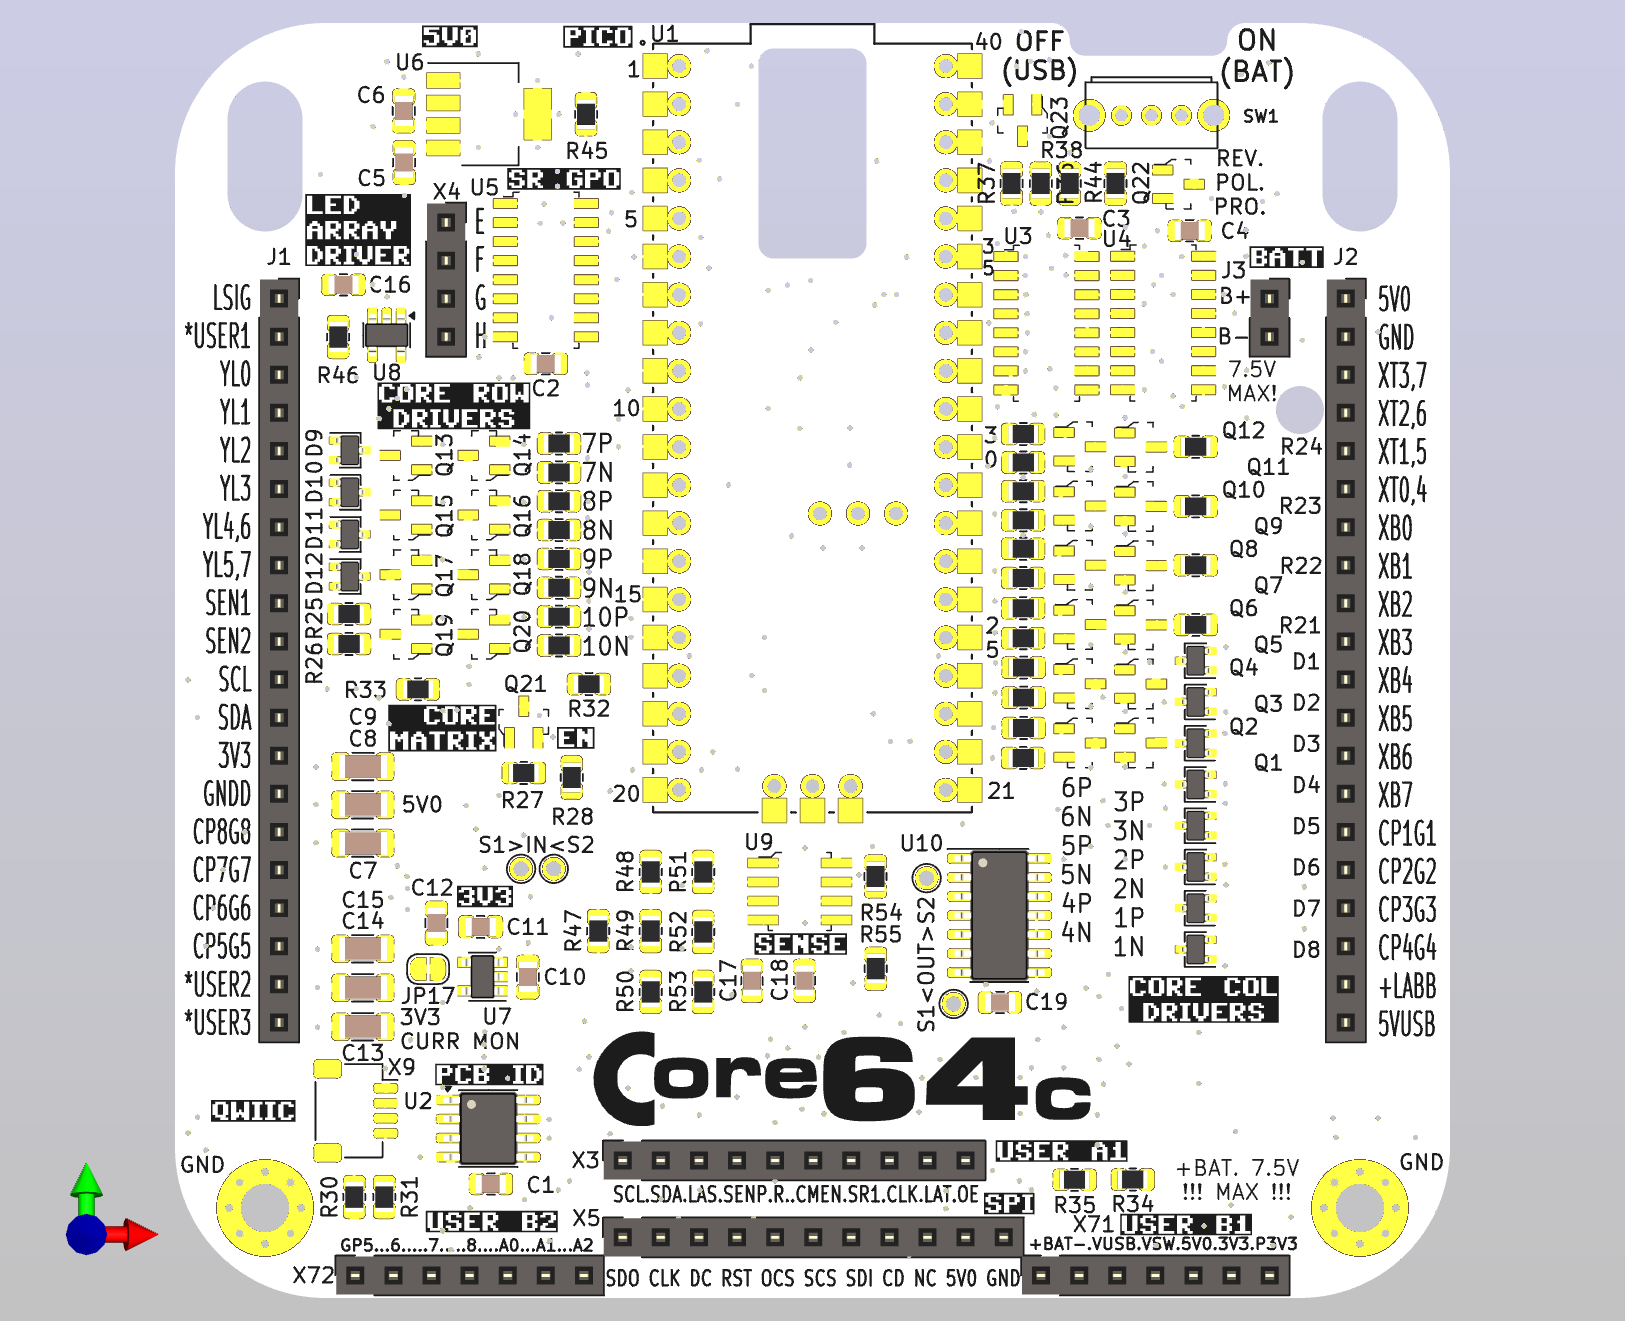 5V0
PICO
U1
U6
1
40
OFF
(USB)
ON
(BAT)
C6
Q23
SW1
R45
R38
C5
SR GPO
R37
R44
Q22
REV.
POL.
PRO.
X4
U5
LED
ARRAY
DRIVER
E
F
G
H
5
C3
C4
U3
U4
3
5
J1
BATT
J2
J3
B+
B-
7.5V
MAX!
C16
R46
U8
C2
CORE ROW
DRIVERS
10
LSIG
*USER1
YL0
YL1
YL2
YL3
YL4,6
YL5,7
SEN1
SEN2
SCL
SDA
3V3
GNDD
CP8G8
CP7G7
CP6G6
CP5G5
*USER2
*USER3
5V0
GND
XT3,7
XT2,6
XT1,5
XT0,4
XB0
XB1
XB2
XB3
XB4
XB5
XB6
XB7
CP1G1
CP2G2
CP3G3
CP4G4
+LABB
5VUSB
D9
D10
D11
D12
R25
R26
Q13
Q14
Q15
Q16
Q17
Q18
Q19
Q20
7P
7N
8P
8N
9P
9N
10P
10N
15
3
0
2
5
Q12
R24
Q11
Q10
R23
Q9
Q8
R22
Q7
Q6
R21
Q5
D1
Q4
Q3
D2
Q2
D3
Q1
D4
D5
D6
D7
D8
R33
Q21
R32
C9
C8
CORE
MATRIX
EN
5V0
R27
R28
20
21
6P
6N
5P
5N
4P
4N
3P
3N
2P
2N
1P
1N
C7
S1>IN<S2
U9
U10
R48
R51
C12
3V3
C15
C14
C11
R47
R49
R52
R54
R55
SENSE
S1<OUT>S2
C10
R50
R53
C17
C18
C19
JP17
3V3
U7
CURR MON
C13
CORE COL
DRIVERS
Core64c
X9
PCB ID
U2
QWIIC
GND
R30
R31
C1
X3
USER A1
SCL.SDA.LAS.SENP.R..CMEN.SR1.CLK.LAT.OE
SPI
R35
R34
+BAT. 7.5V
!!! MAX !!!
GND
USER B2
X5
X71
USER B1
GP5...6.....7....8....A0...A1...A2
+BAT-.VUSB.VSW.5V0.3V3.P3V3
X72
SDO CLK DC RST OCS SCS SDI CD NC 5V0 GND